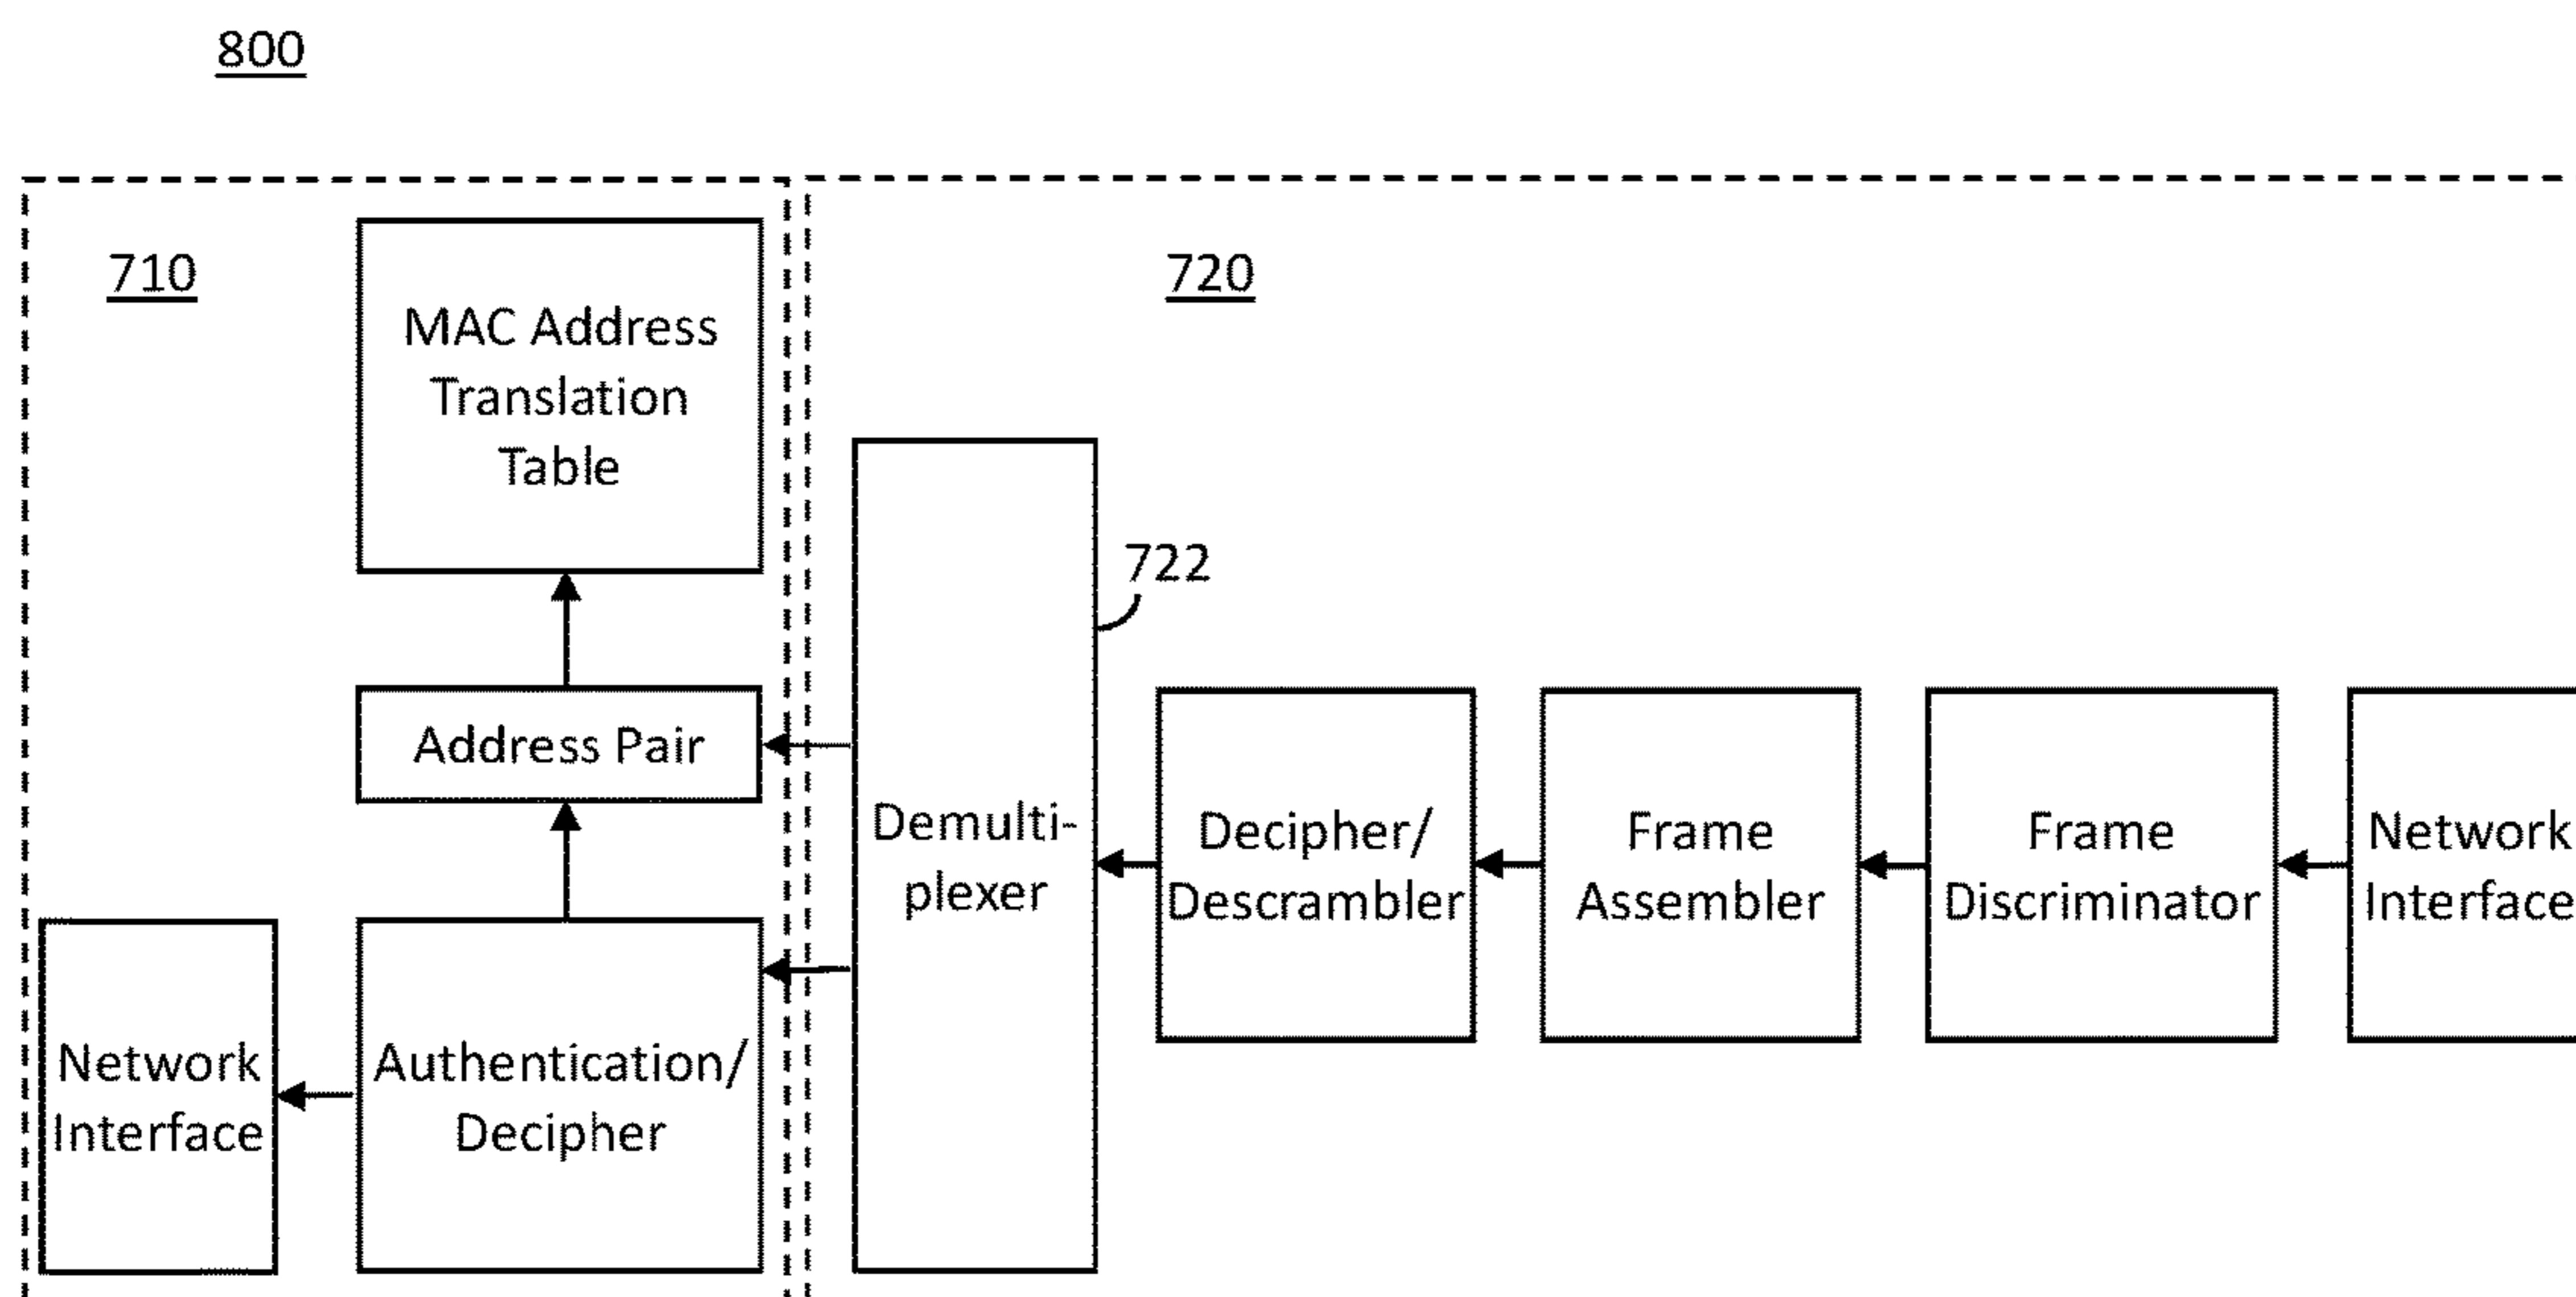 800
710
MAC Address
Translation
Table
Address Pair
Network
Interface
Authentication/
Decipher
720
722
Demulti-
plexer
Decipher/
Descrambler
Frame
Assembler
Frame
Discriminator
Network
Interface